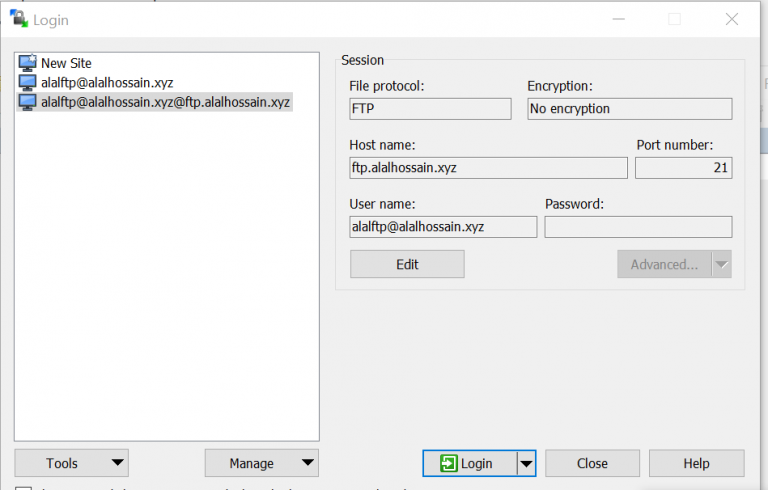 Login
New Site
alalftp@alalhossain.xyz
alalftp@alalhossain.xyz@ftp.alalhossain.xyz
Session
File protocol: Encryption:
FTP No encryption
Host name: Port number:
ftp.alalhossain.xyz 21
User name: Password:
alalftp@alalhossain.xyz
Edit Advanced...
Tools Manage Login Close Help